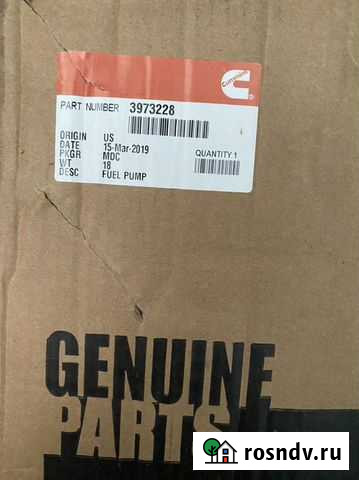 Cummins
PART NUMBER 3973228
ORIGIN US
DATE 15-Mar-2019
PKGR MDC
QUANTITY 1
WT 18
DESC FUEL PUMP
GENUINE
PARTS
rosndv.ru